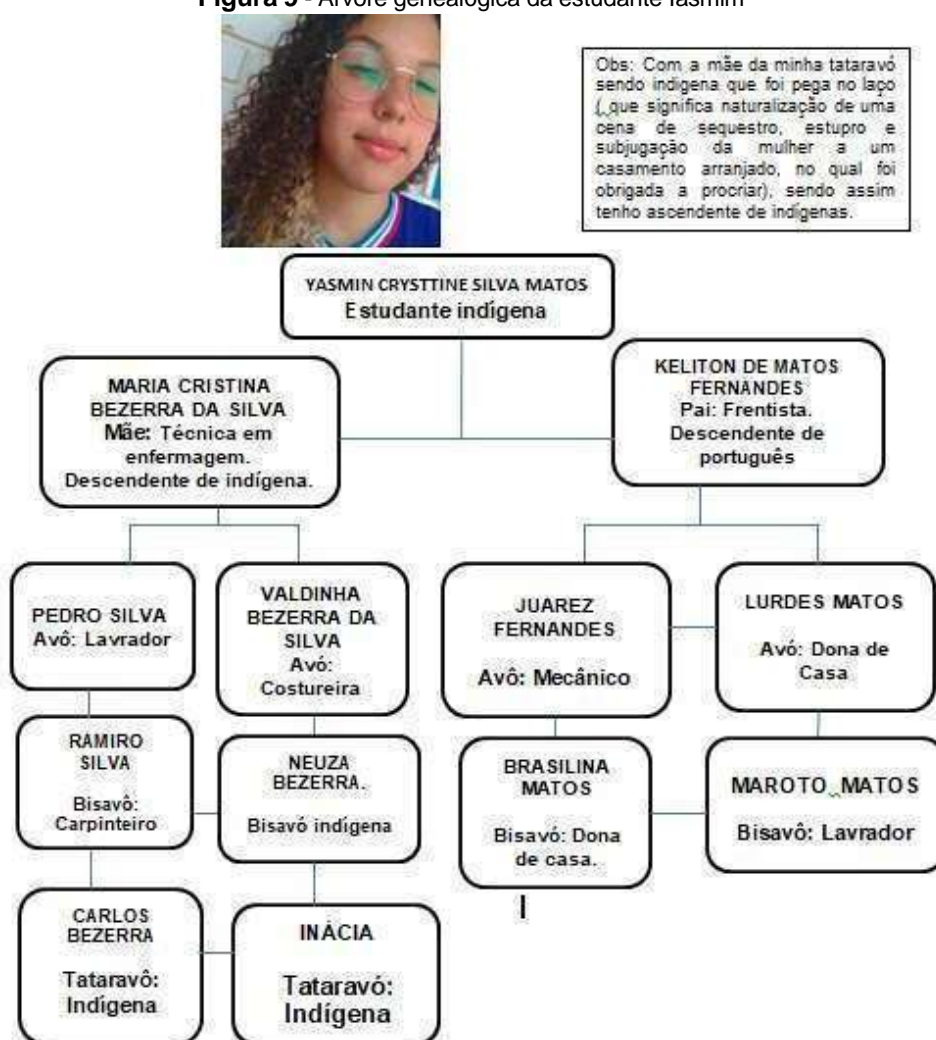 Figura 9 - Árvore genealógica da estudante Iasmim
Obs: Com a mãe da minha tataravó
sendo indigena que foi pega no laço
( que significa naturalização de uma
cena de sequestro, estupro e
subjugação da mulher a um
casamento arranjado, no qual foi
obrigada a procriar), sendo assim
tenho ascendente de indígenas.
YASMIN CRYSTTINE SILVA MATOS
Estudante indígena
MARIA CRISTINA
BEZERRA DA SILVA
Mãe: Técnica em
enfermagem.
Descendente de indígena.
KELITON DE MATOS
FERNANDES
Pai: Frentista.
Descendente de
português
PEDRO SILVA
Avô: Lavrador
VALDINHA
BEZERRA DA
SILVA
Avó:
Costureira
JUAREZ
FERNANDES
Avô: Mecânico
LURDES MATOS
Avó: Dona de
Casa
RAMIRO
SILVA
Bisavô:
Carpinteiro
NEUZA
BEZERRA.
Bisavó indígena
BRASILINA
MATOS
Bisavó: Dona
de casa.
MAROTO MATOS
Bisavô: Lavrador
CARLOS
BEZERRA
Tataravô:
Indígena
INÁCIA
Tataravó:
Indígena